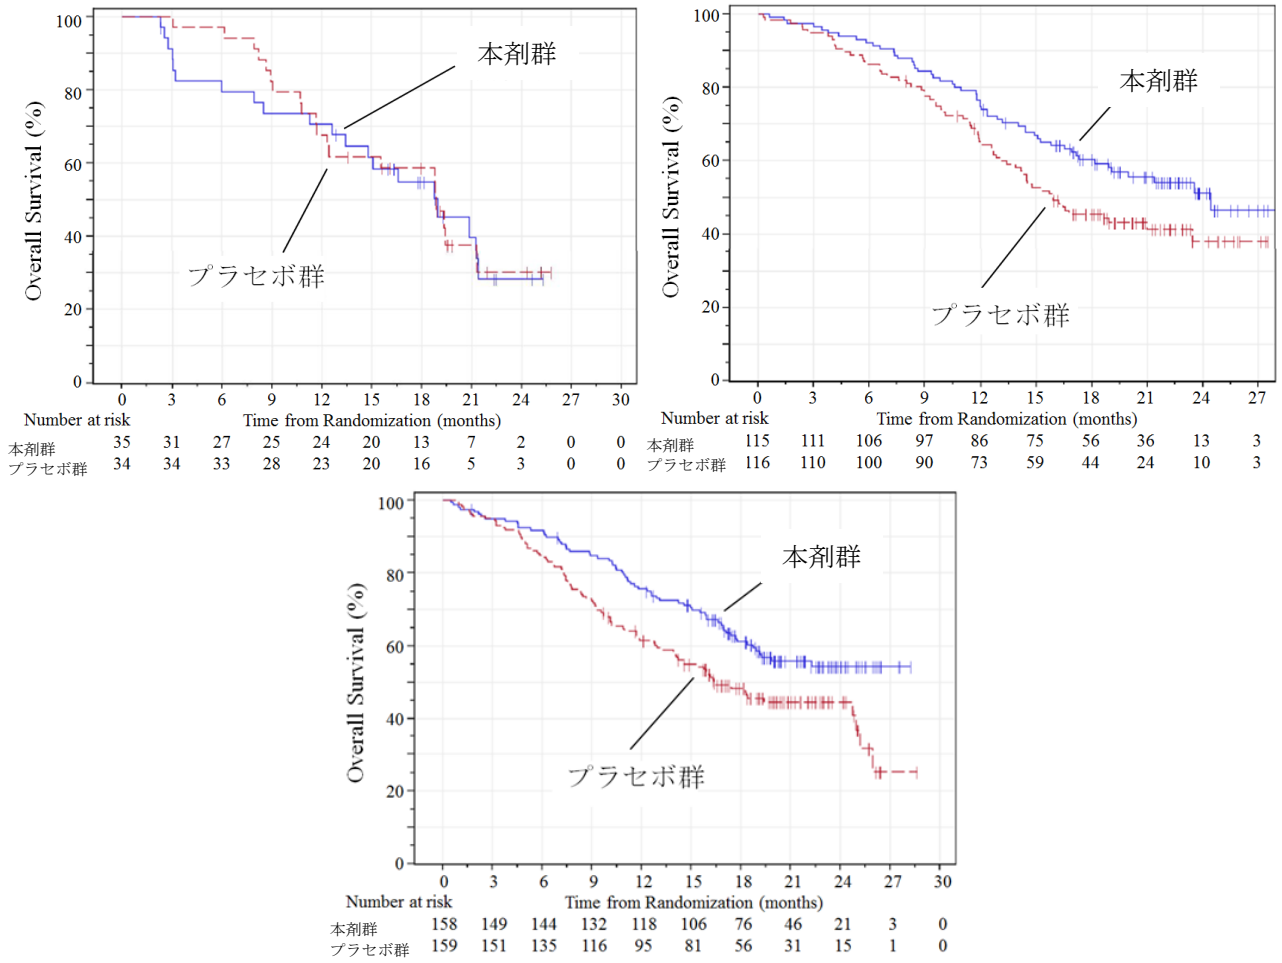 Overall Survival (%)
100
80
60
40
20
0
本剤群
プラセボ群
0 3 6 9 12 15 18 21 24 27 30
Number at risk
Time from Randomization (months)
本剤群 35 31 27 25 24 20 13 7 2 0 0
プラセボ群 34 34 33 28 23 20 16 5 3 0 0
Overall Survival (%)
100
80
60
40
20
0
本剤群
プラセボ群
0 3 6 9 12 15 18 21 24 27
Number at risk
Time from Randomization (months)
本剤群 115 111 106 97 86 75 56 36 13 3
プラセボ群 116 110 100 90 73 59 44 24 10 3
Overall Survival (%)
100
80
60
40
20
0
本剤群
プラセボ群
0 3 6 9 12 15 18 21 24 27 30
Number at risk
Time from Randomization (months)
本剤群 158 149 144 132 118 106 76 46 21 3 0
プラセボ群 159 151 135 116 95 81 56 31 15 1 0